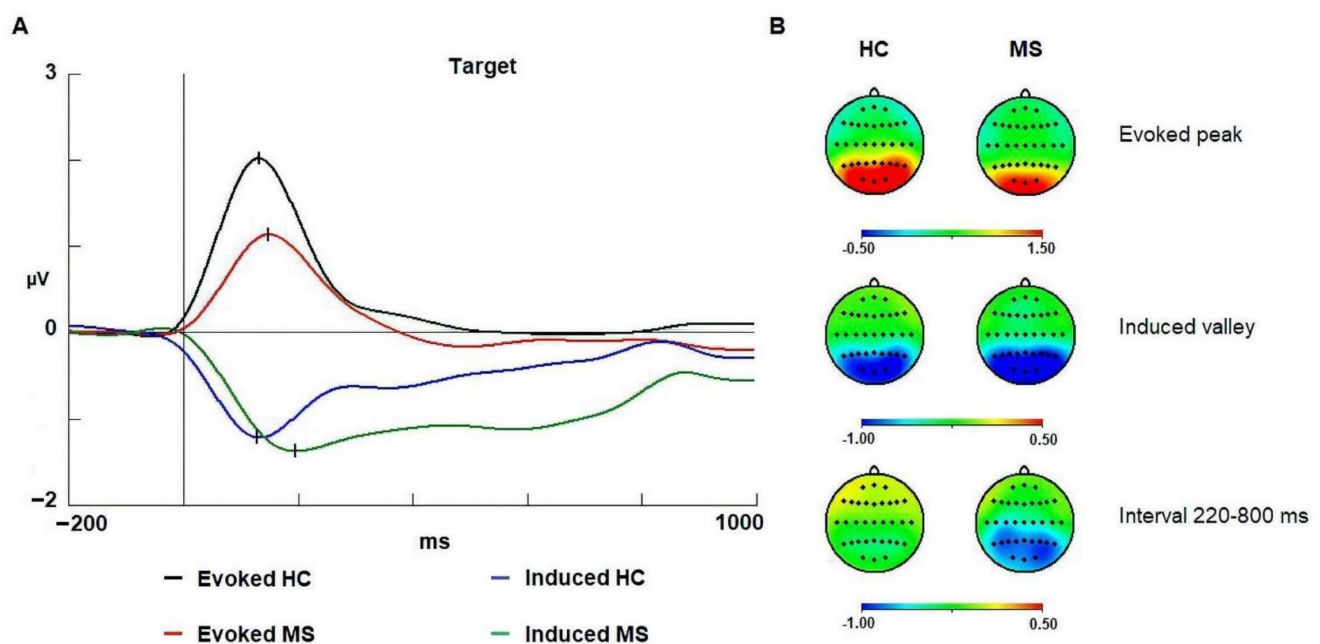 A
B
HC MS
3
Target
Evoked peak
-0.50 1.50
µV
0
Induced valley
-1.00 0.50
−2
−200 1000
ms
Interval 220-800 ms
Evoked HC Induced HC
Evoked MS Induced MS
-1.00 0.50